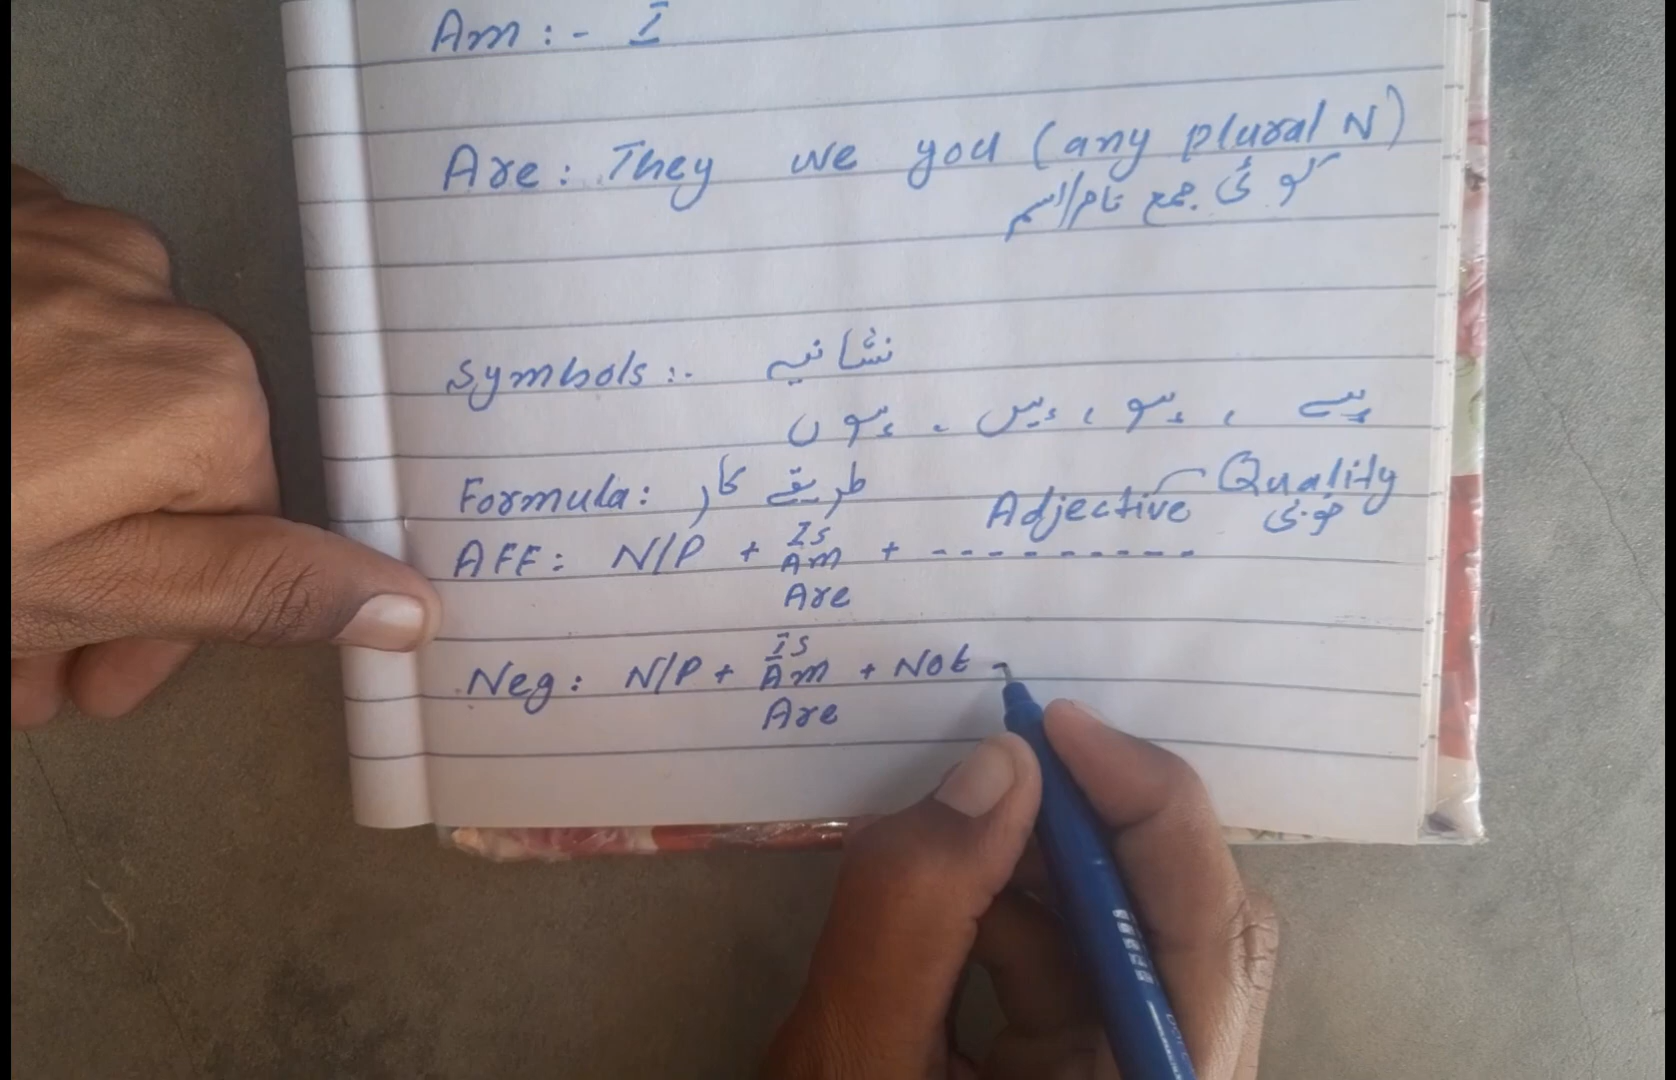 Am :- I
Are : They we you (any plural N)
کوئی جمع نام/اسم
Symbols :- نشانیہ
ہے ، ہو ، ہیں ۔ ہوں
Formula: طریقے کار
Adjective Quality
خوبی
AFF: N/P + Is Am Are + - - - - - - - - -
Neg : N/P + Is Am Are + Not -